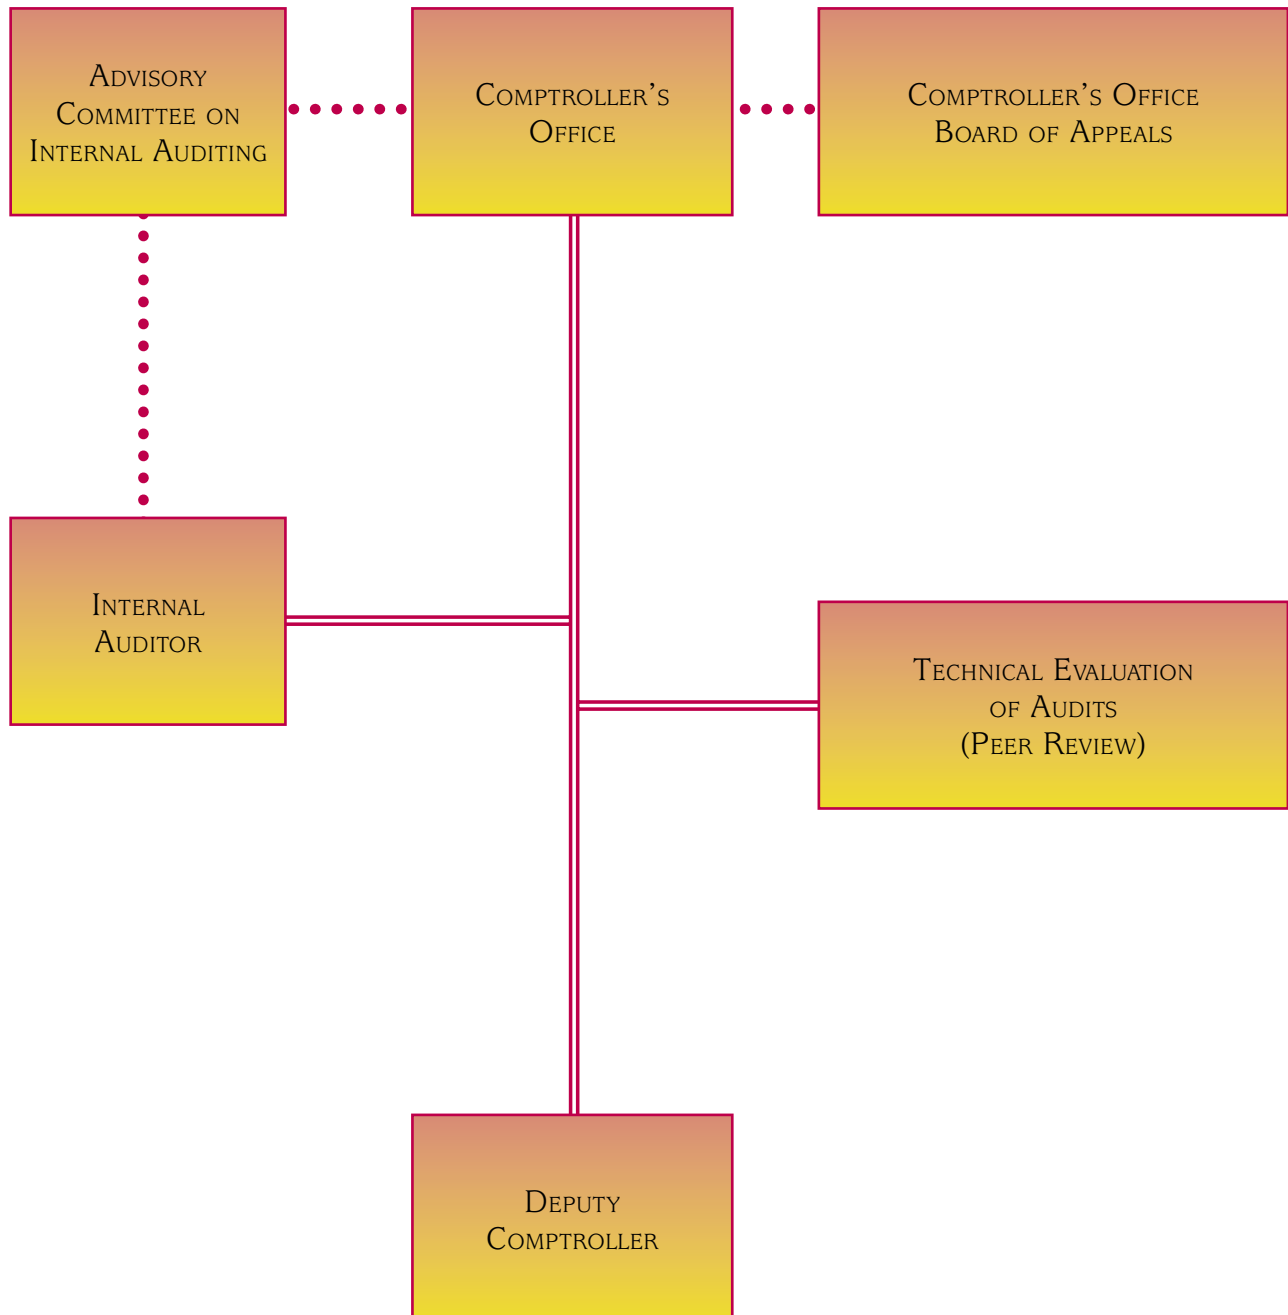 Advisory
Committee on
Internal Auditing
Comptroller's
Office
Comptroller's Office
Board of Appeals
Internal
Auditor
Technical Evaluation
of Audits
(Peer Review)
Deputy
Comptroller